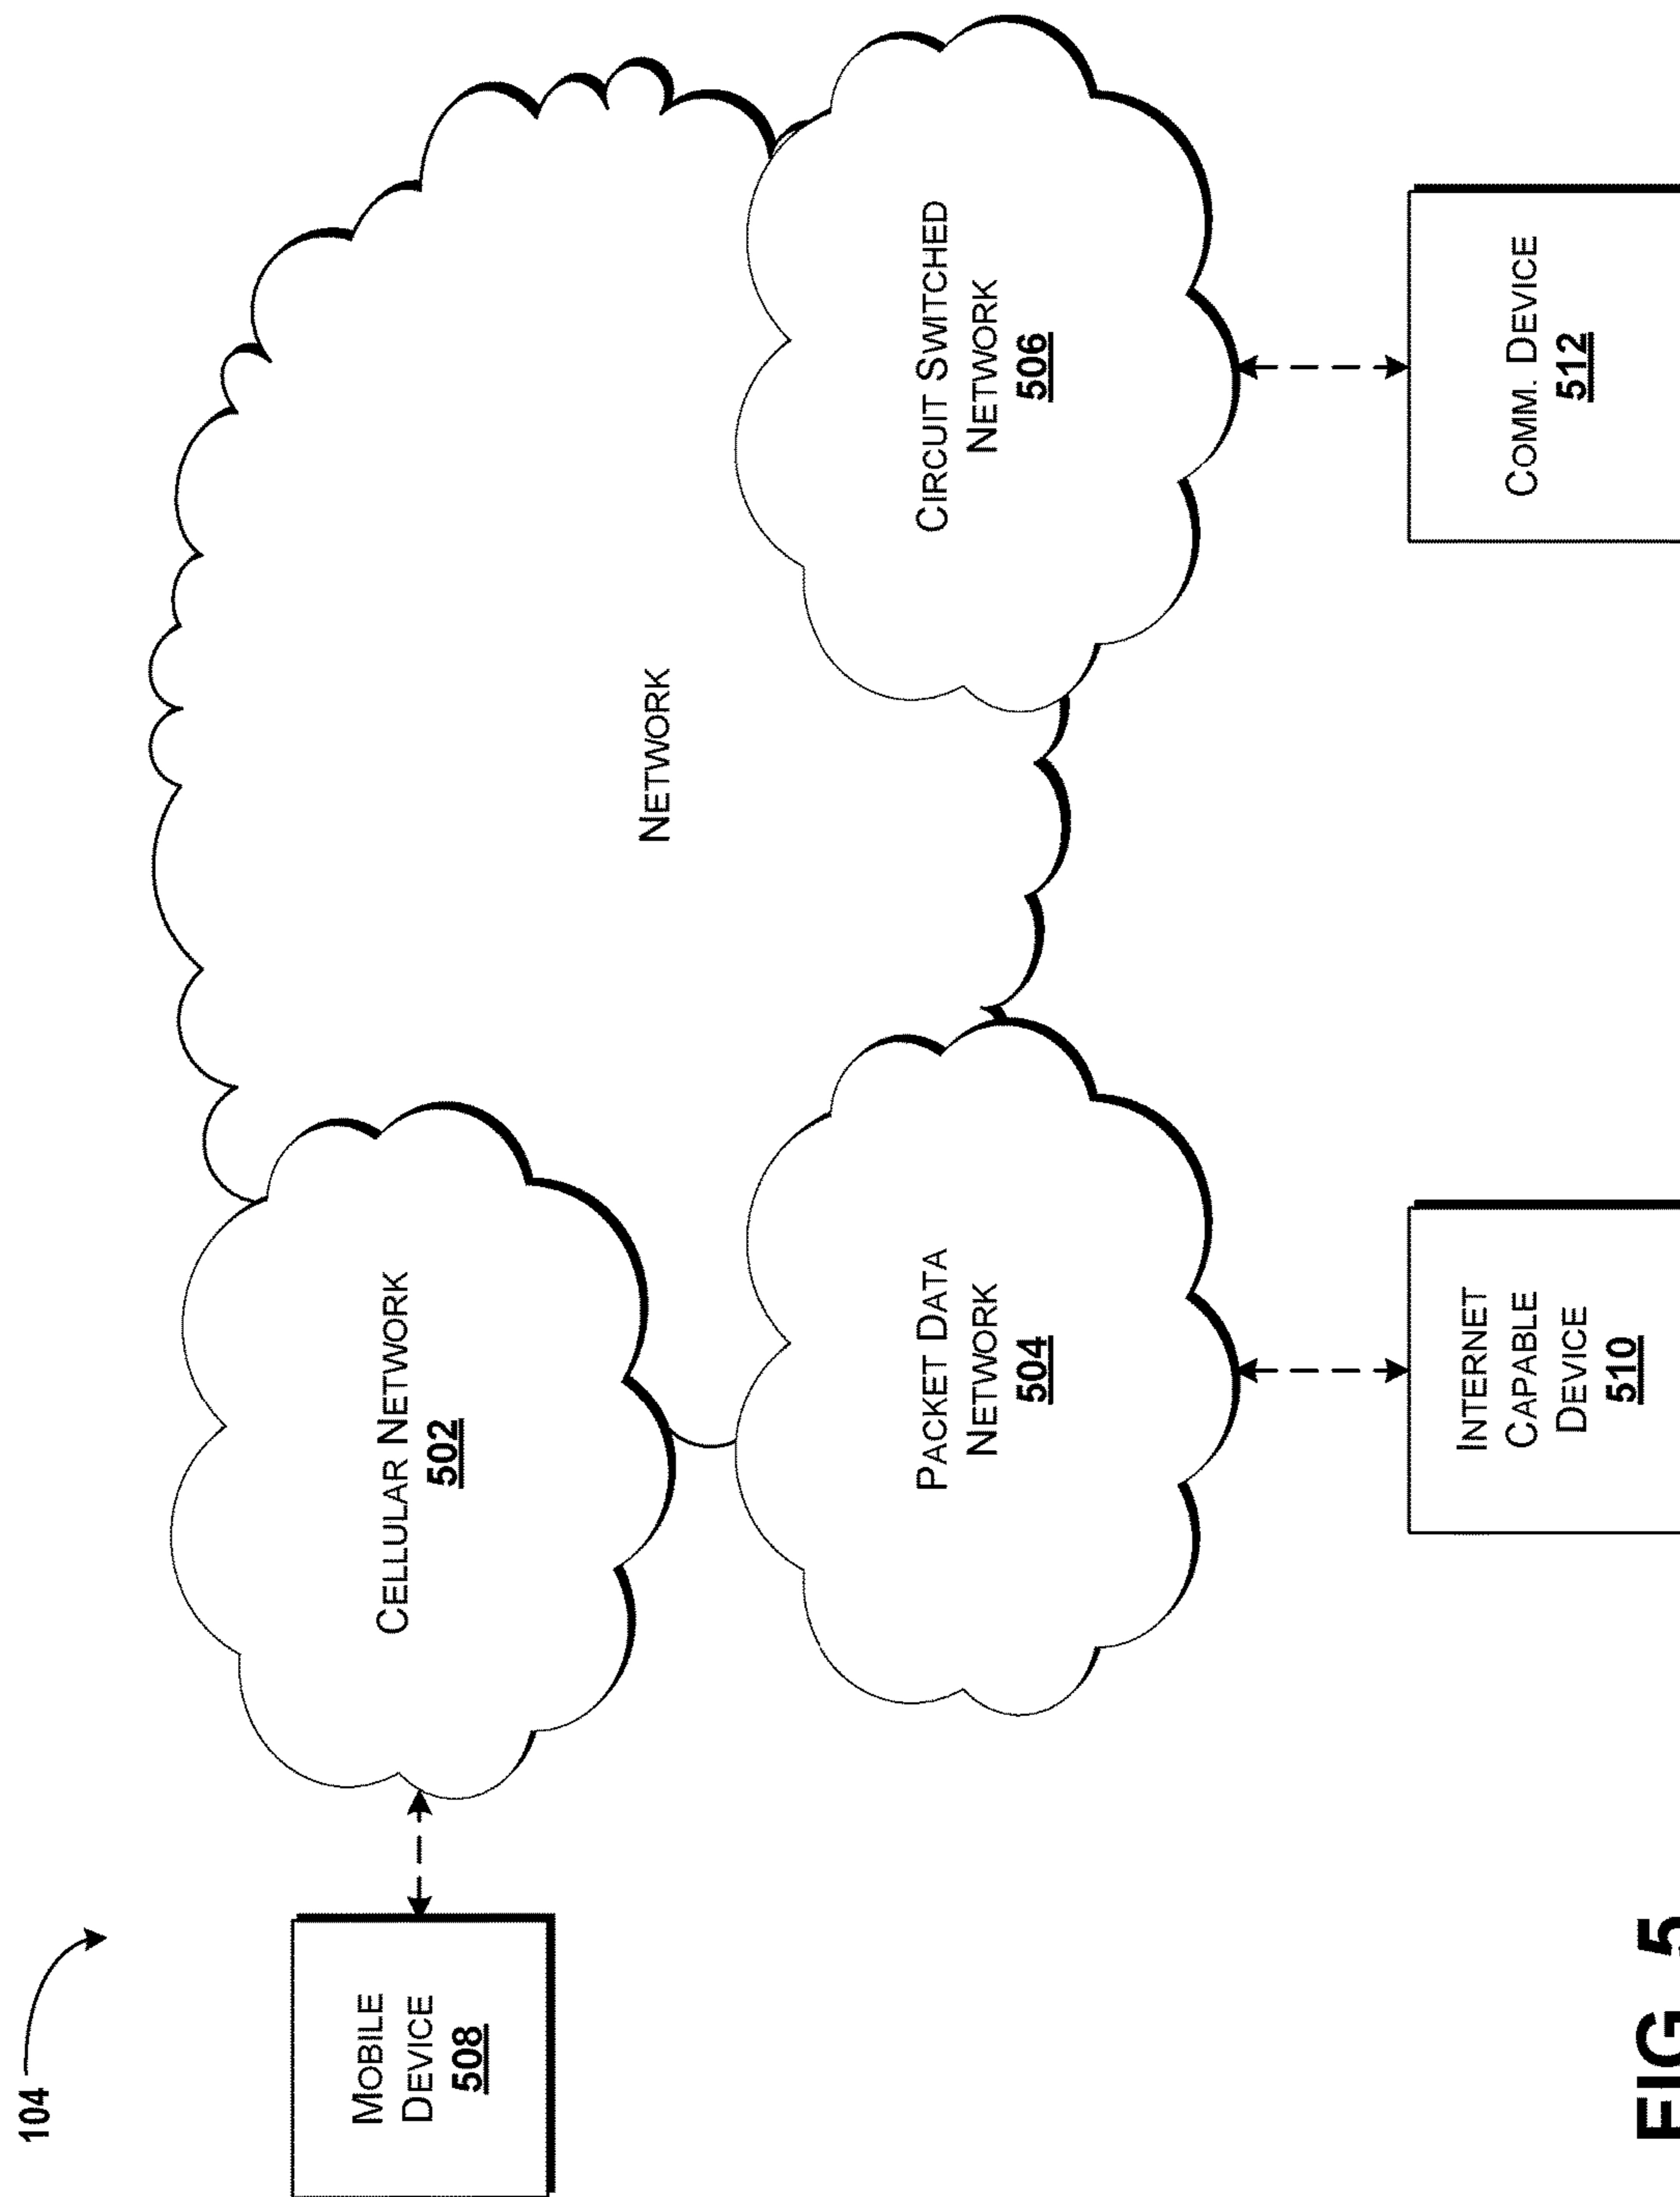 104
MOBILE
DEVICE
508
CELLULAR NETWORK
502
NETWORK
PACKET DATA
NETWORK
504
CIRCUIT SWITCHED
NETWORK
506
INTERNET
CAPABLE
DEVICE
510
COMM. DEVICE
512
FIG. 5